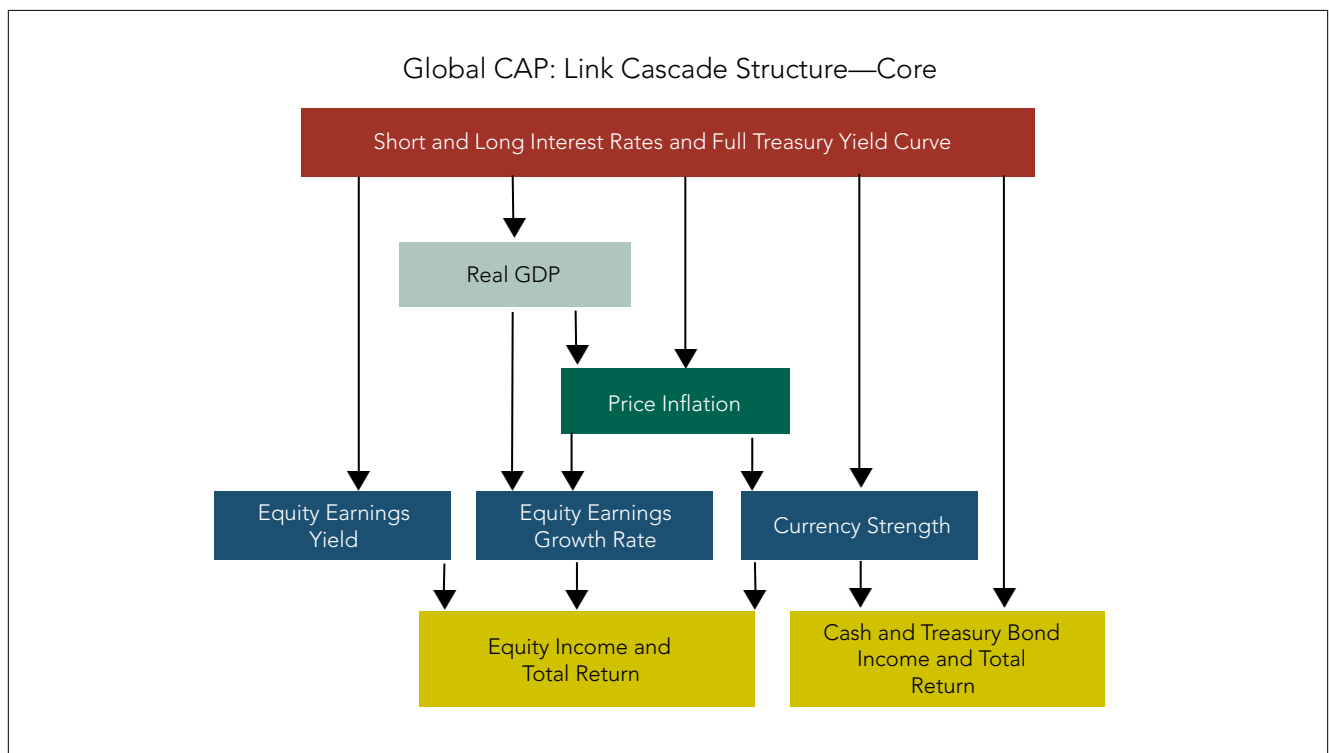 Global CAP: Link Cascade Structure—Core
Short and Long Interest Rates and Full Treasury Yield Curve
Real GDP
Price Inflation
Equity Earnings
Yield
Equity Earnings
Growth Rate
Currency Strength
Equity Income and
Total Return
Cash and Treasury Bond
Income and Total
Return